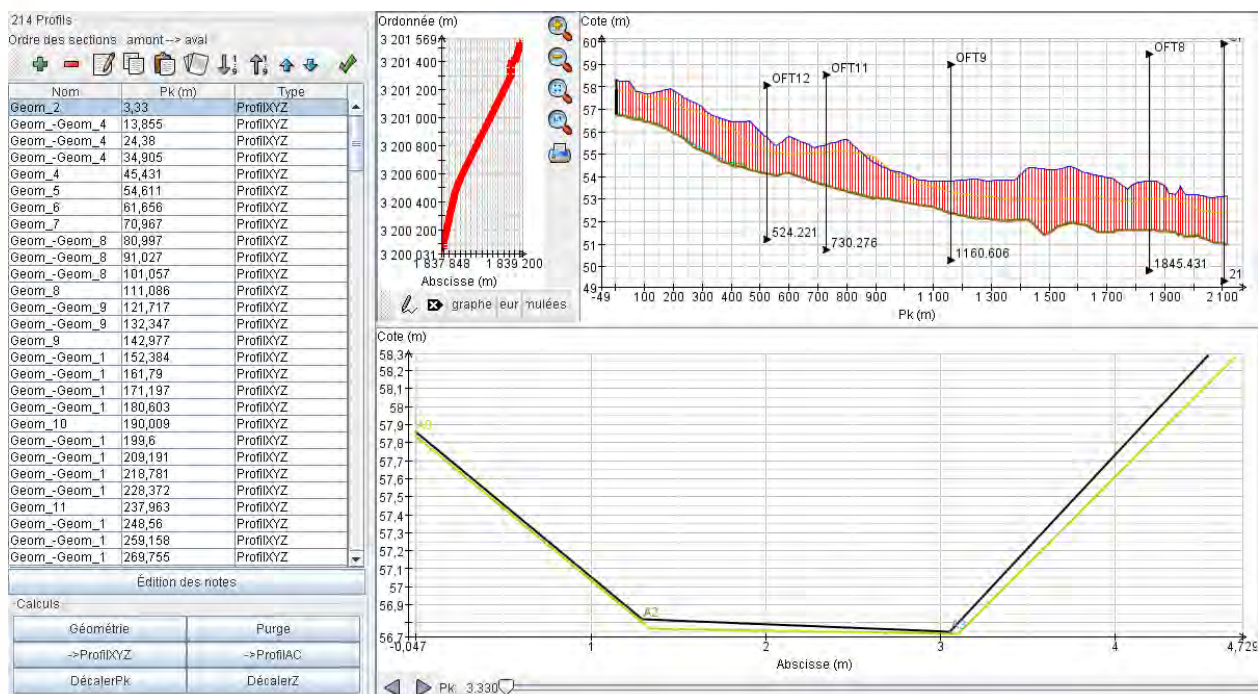 214 Profils
Ordre des sections amont --> aval
Nom Pk (m) Type
Geom_2 3,33 ProfilXYZ
Geom_-Geom_4 13,855 ProfilXYZ
Geom_-Geom_4 24,38 ProfilXYZ
Geom_-Geom_4 34,905 ProfilXYZ
Geom_4 45,431 ProfilXYZ
Geom_5 54,611 ProfilXYZ
Geom_6 61,656 ProfilXYZ
Geom_7 70,967 ProfilXYZ
Geom_-Geom_8 80,997 ProfilXYZ
Geom_-Geom_8 91,027 ProfilXYZ
Geom_-Geom_8 101,057 ProfilXYZ
Geom_8 111,086 ProfilXYZ
Geom_-Geom_9 121,717 ProfilXYZ
Geom_-Geom_9 132,347 ProfilXYZ
Geom_9 142,977 ProfilXYZ
Geom_-Geom_1 152,384 ProfilXYZ
Geom_-Geom_1 161,79 ProfilXYZ
Geom_-Geom_1 171,197 ProfilXYZ
Geom_-Geom_1 180,603 ProfilXYZ
Geom_10 190,009 ProfilXYZ
Geom_-Geom_1 199,6 ProfilXYZ
Geom_-Geom_1 209,191 ProfilXYZ
Geom_-Geom_1 218,781 ProfilXYZ
Geom_-Geom_1 228,372 ProfilXYZ
Geom_11 237,963 ProfilXYZ
Geom_-Geom_1 248,56 ProfilXYZ
Geom_-Geom_1 259,158 ProfilXYZ
Geom_-Geom_1 269,755 ProfilXYZ
Édition des notes
Calculs
Géométrie Purge
->ProfilXYZ ->ProfilAC
DécalerPk DécalerZ
Ordonnée (m)
3 201 569
3 201 400
3 201 200
3 201 000
3 200 800
3 200 600
3 200 400
3 200 200
3 200 031
1 837 848 1 839 200
Abscisse (m)
graphe eur mulées
Cote (m)
60
59
58
57
56
55
54
53
52
51
50
49
OFT12
OFT11
OFT9
OFT8
524.221
730.276
1160.606
1845.431
21
-49 100 200 300 400 500 600 700 800 900 1 100 1 300 1 500 1 700 1 900 2 100
Pk (m)
Cote (m)
58,3
58,2
58,1
58
57,9
57,8
57,7
57,6
57,5
57,4
57,3
57,2
57,1
57
56,9
56,7
A0
A2
-0,047 1 2 3 4 4,729
Abscisse (m)
Pk: 3.330